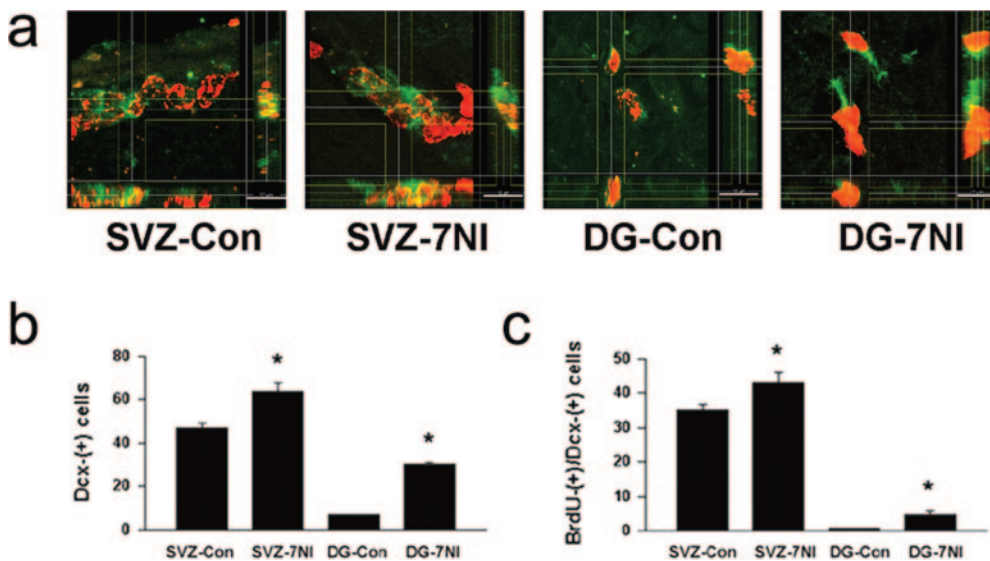 a
SVZ-Con SVZ-7NI DG-Con DG-7NI
b
c
Dcx-(+) cells
80
60
40
20
0
*
*
SVZ-Con SVZ-7NI DG-Con DG-7NI
BrdU-(+)/Dcx-(+) cells
50
40
30
20
10
0
*
*
SVZ-Con SVZ-7NI DG-Con DG-7NI